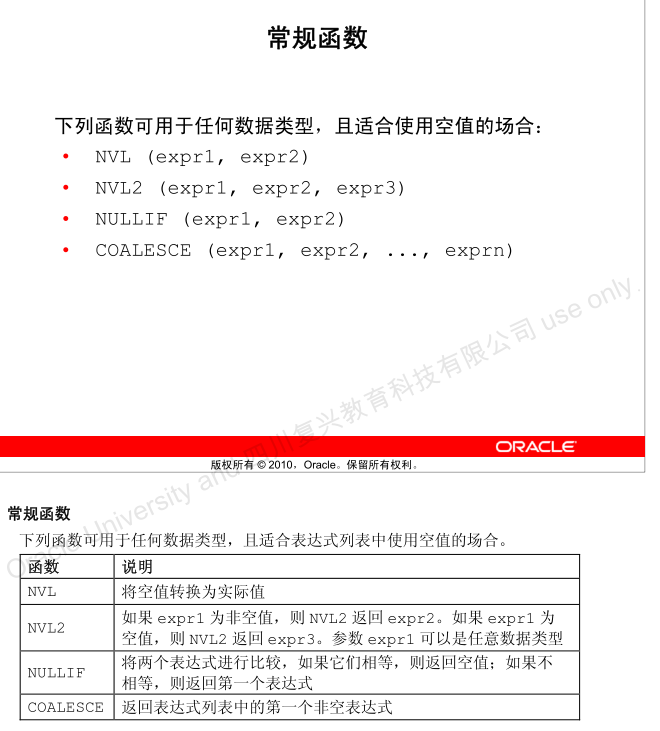 常规函数
下列函数可用于任何数据类型，且适合使用空值的场合：
• NVL (expr1, expr2)
• NVL2 (expr1, expr2, expr3)
• NULLIF (expr1, expr2)
• COALESCE (expr1, expr2, ..., exprn)
Oracle University and 四川复兴教育科技有限公司 use only.
ORACLE
版权所有 © 2010，Oracle。保留所有权利。
常规函数
下列函数可用于任何数据类型，且适合表达式列表中使用空值的场合。
函数 说明
NVL 将空值转换为实际值
NVL2 如果 expr1 为非空值，则 NVL2 返回 expr2。如果 expr1 为
空值，则 NVL2 返回 expr3。参数 expr1 可以是任意数据类型
NULLIF 将两个表达式进行比较，如果它们相等，则返回空值；如果不
相等，则返回第一个表达式
COALESCE 返回表达式列表中的第一个非空表达式